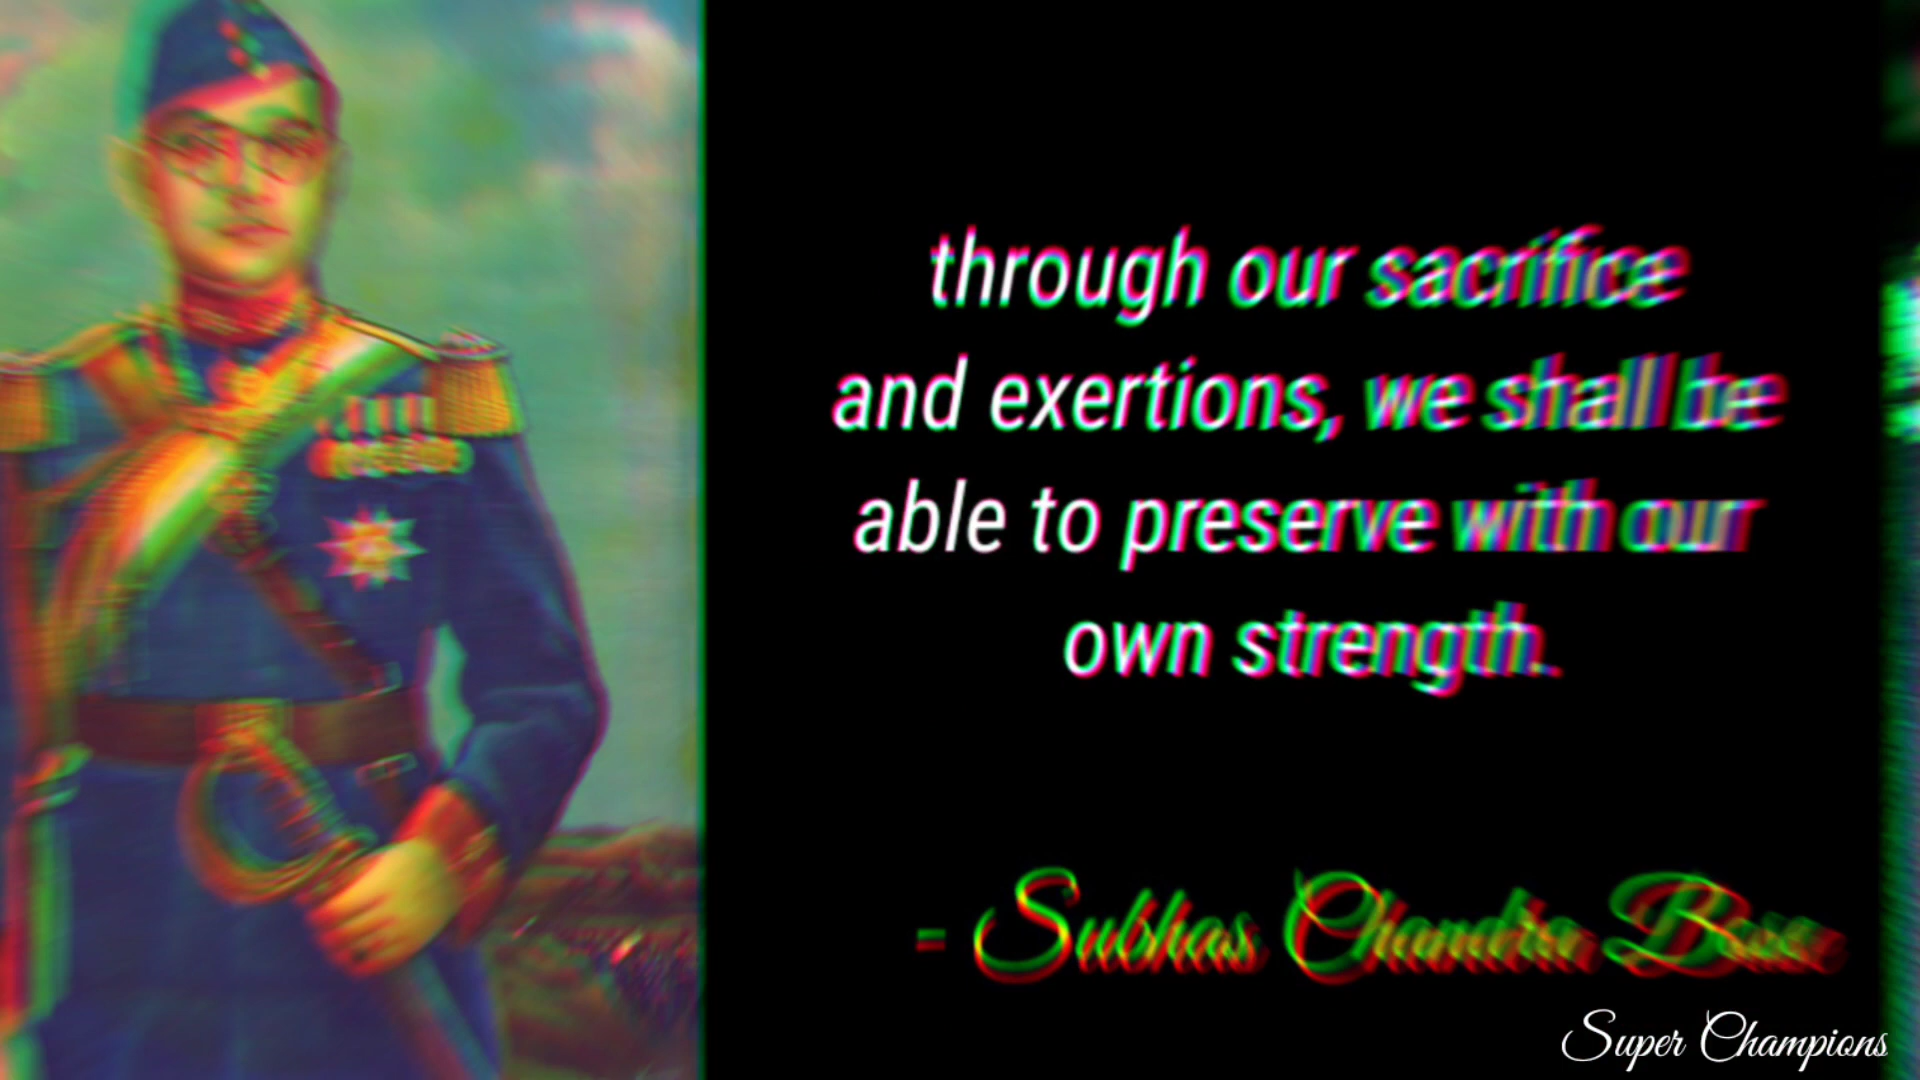 through our sacrifice
and exertions, we shall be
able to preserve with our
own strength.
- Subhas Chandra Bose
Super Champions